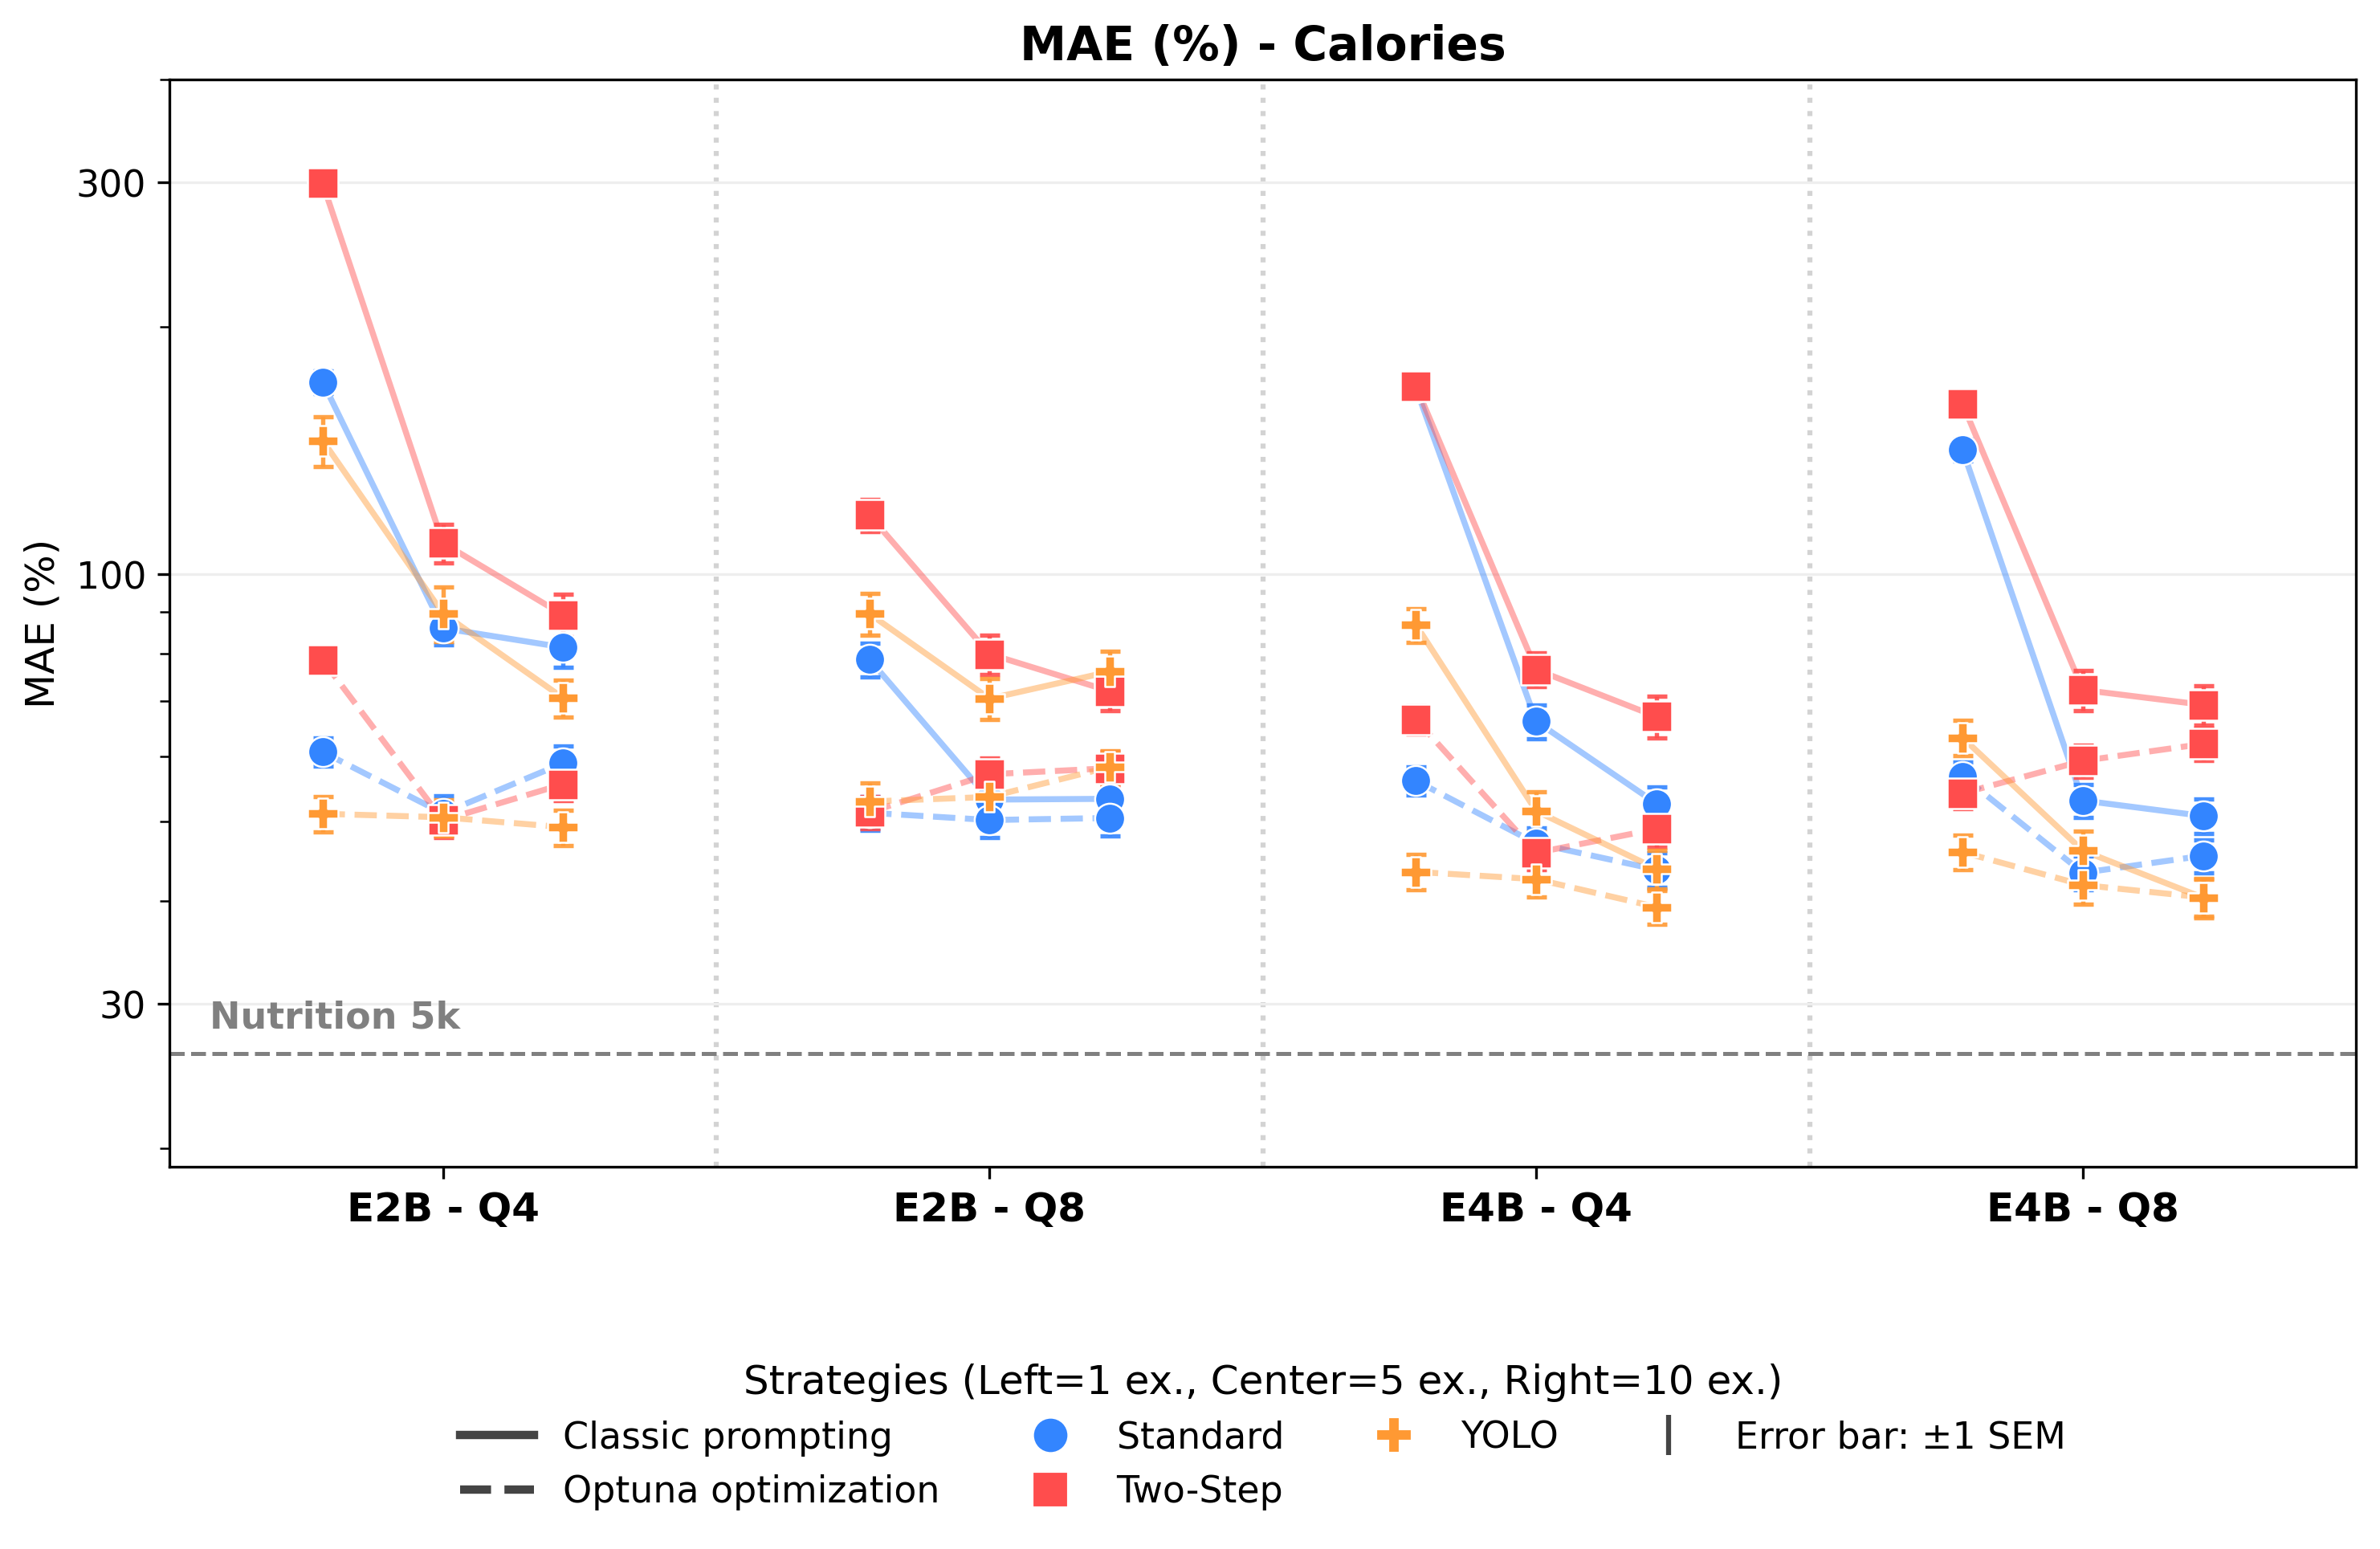 MAE (%) - Calories
MAE (%)
300
100
30
Nutrition 5k
E2B - Q4
E2B - Q8
E4B - Q4
E4B - Q8
Strategies (Left=1 ex., Center=5 ex., Right=10 ex.)
Classic prompting
Optuna optimization
Standard
Two-Step
YOLO
Error bar: ±1 SEM